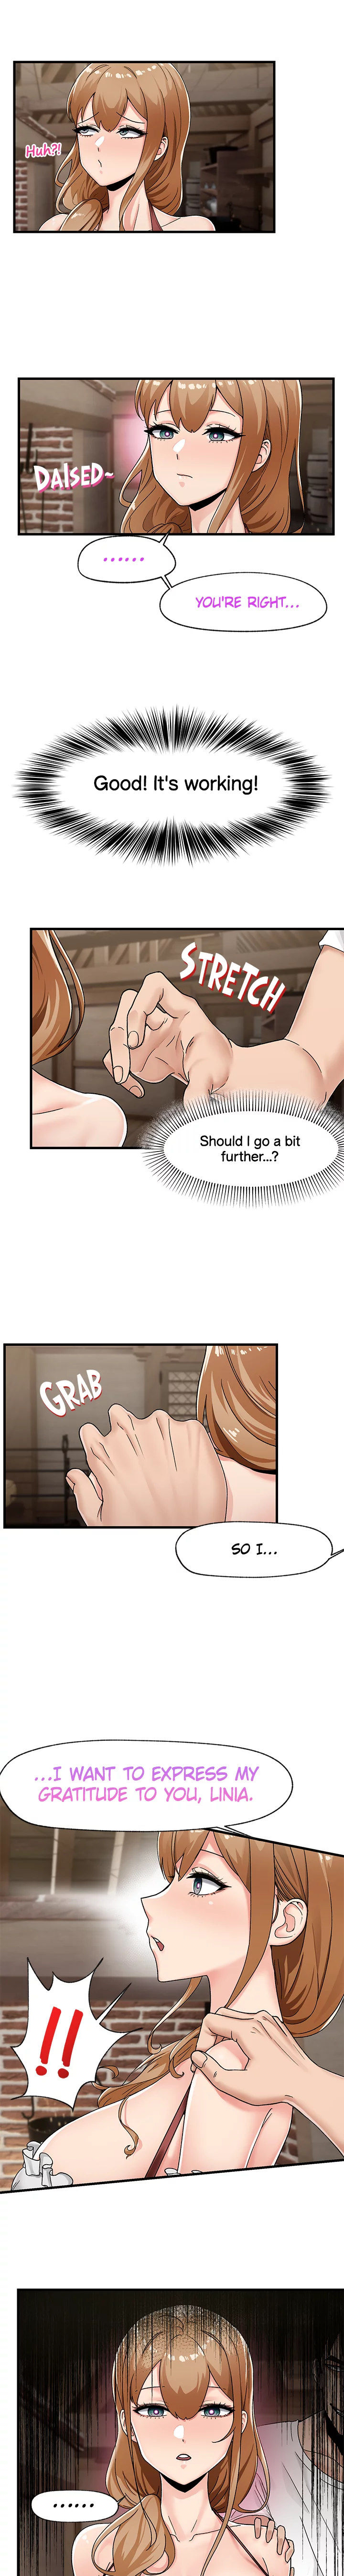 Huh?!
DAISED~
......
YOU'RE RIGHT...
Good! It's working!
STRETCH
Should I go a bit
further...?
GRAB
SO I...
...I WANT TO EXPRESS MY
GRATITUDE TO YOU, LINIA.
!!
......